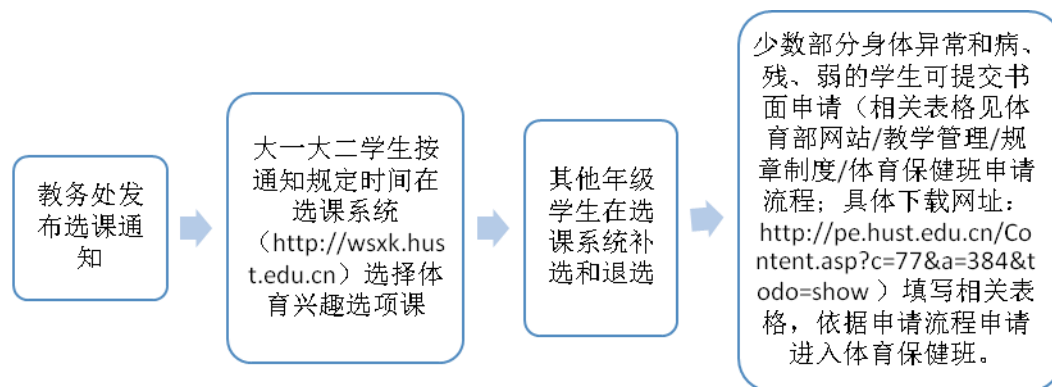 教务处发
布选课通
知
大一大二学生按
通知规定时间在
选课系统
（http://wsxk.hus
t.edu.cn）选择体
育兴趣选项课
其他年级
学生在选
课系统补
选和退选
少数部分身体异常和病、
残、弱的学生可提交书
面申请（相关表格见体
育部网站/教学管理/规
章制度/体育保健班申请
流程；具体下载网址：
http://pe.hust.edu.cn/Co
ntent.asp?c=77&a=384&t
odo=show ）填写相关表
格，依据申请流程申请
进入体育保健班。